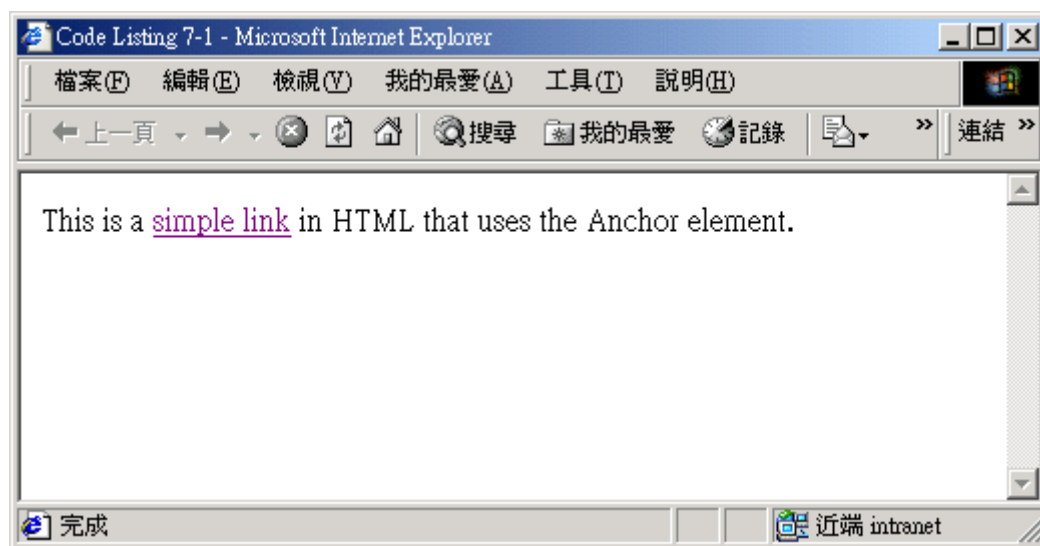 Code Listing 7-1 - Microsoft Internet Explorer
檔案(F) 編輯(E) 檢視(V) 我的最愛(A) 工具(T) 說明(H)
上一頁 搜尋 我的最愛 記錄 » 連結 »
This is a simple link in HTML that uses the Anchor element.
完成 近端 intranet